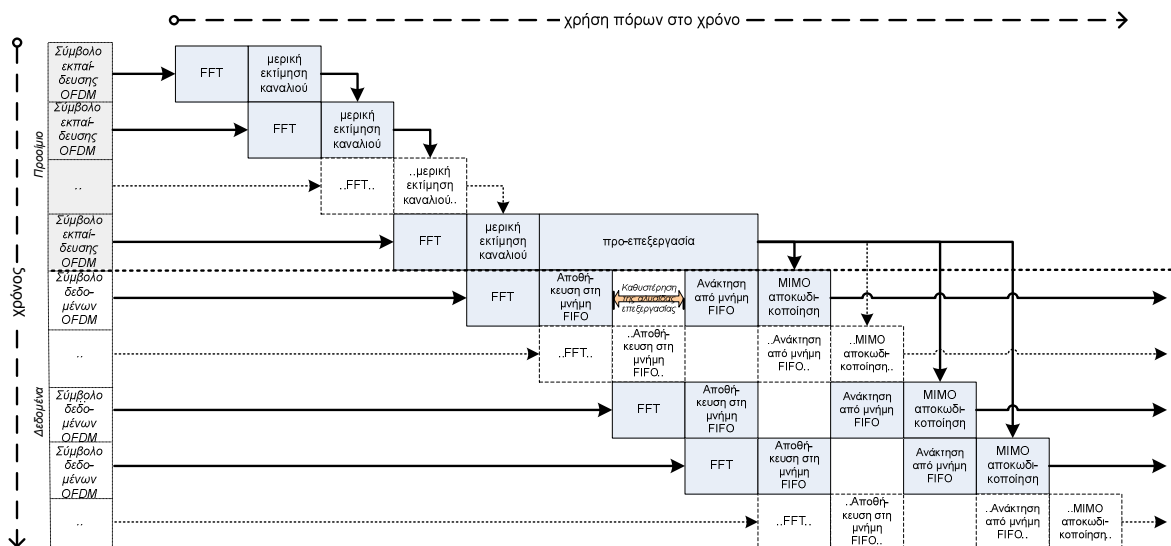 χρήση πόρων στο χρόνο
χρόνος
Προοίμιο
Δεδομένα
Σύμβολο
εκπαί-
δευσης
OFDM
FFT
μερική
εκτίμηση
καναλιού
Σύμβολο
εκπαί-
δευσης
OFDM
FFT
μερική
εκτίμηση
καναλιού
..
..FFT..
..μερική
εκτίμηση
καναλιού..
Σύμβολο
εκπαί-
δευσης
OFDM
FFT
μερική
εκτίμηση
καναλιού
προ-επεξεργασία
Σύμβολο
δεδο-
μένων
OFDM
FFT
Αποθή-
κευση στη
μνήμη
FIFO
Καθυστέρηση
της αλυσίδας
επεξεργασίας
Ανάκτηση
από μνήμη
FIFO
MIMO
αποκωδι-
κοποίηση
..
..FFT..
..Αποθή-
κευση στη
μνήμη
FIFO..
..Ανάκτηση
από μνήμη
FIFO..
..MIMO
αποκωδι-
κοποίηση..
Σύμβολο
δεδο-
μένων
OFDM
FFT
Αποθή-
κευση στη
μνήμη
FIFO
Ανάκτηση
από μνήμη
FIFO
MIMO
αποκωδι-
κοποίηση
Σύμβολο
δεδο-
μένων
OFDM
FFT
Αποθή-
κευση στη
μνήμη
FIFO
Ανάκτηση
από μνήμη
FIFO
MIMO
αποκωδι-
κοποίηση
..
..FFT..
..Αποθή-
κευση στη
μνήμη
FIFO..
..Ανάκτηση
από μνήμη
FIFO..
..MIMO
αποκωδι-
κοποίηση..